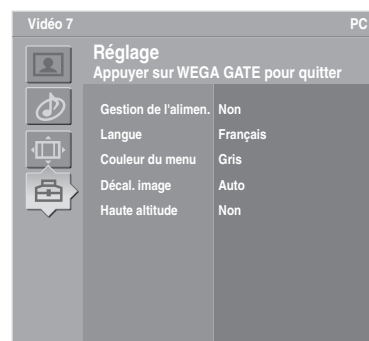 Vidéo 7 PC
Réglage
Appuyer sur WEGA GATE pour quitter
Gestion de l'alimen. Non
Langue Français
Couleur du menu Gris
Décal. image Auto
Haute altitude Non